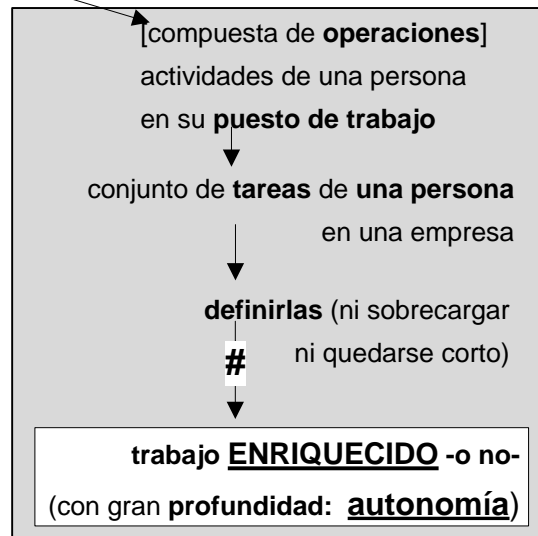 [compuesta de operaciones]
actividades de una persona
en su puesto de trabajo
conjunto de tareas de una persona
en una empresa
definirlas (ni sobrecargar
ni quedarse corto)
#
trabajo ENRIQUECIDO -o no-
(con gran profundidad: autonomía)